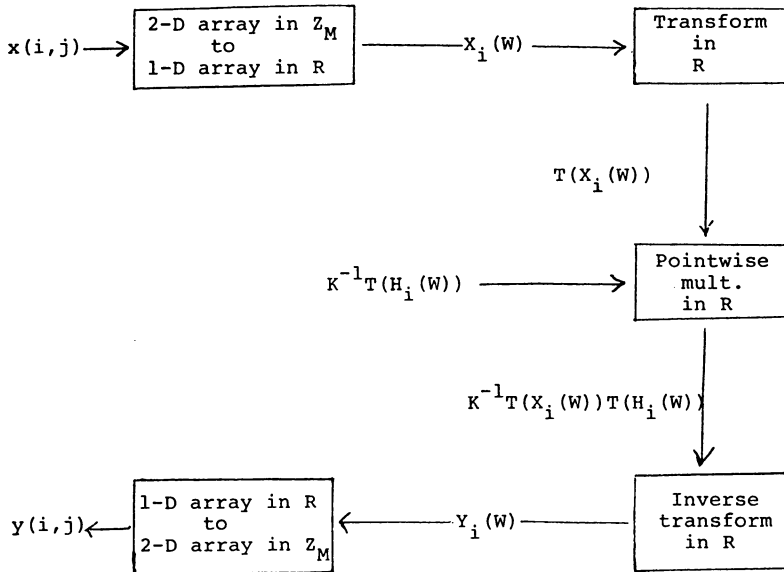 x(i,j)
2-D array in Z_M
to
1-D array in R
X_i(W)
Transform
in
R
T(X_i(W))
K^{-1}T(H_i(W))
Pointwise
mult.
in R
K^{-1}T(X_i(W))T(H_i(W))
y(i,j)
1-D array in R
to
2-D array in Z_M
Y_i(W)
Inverse
transform
in R